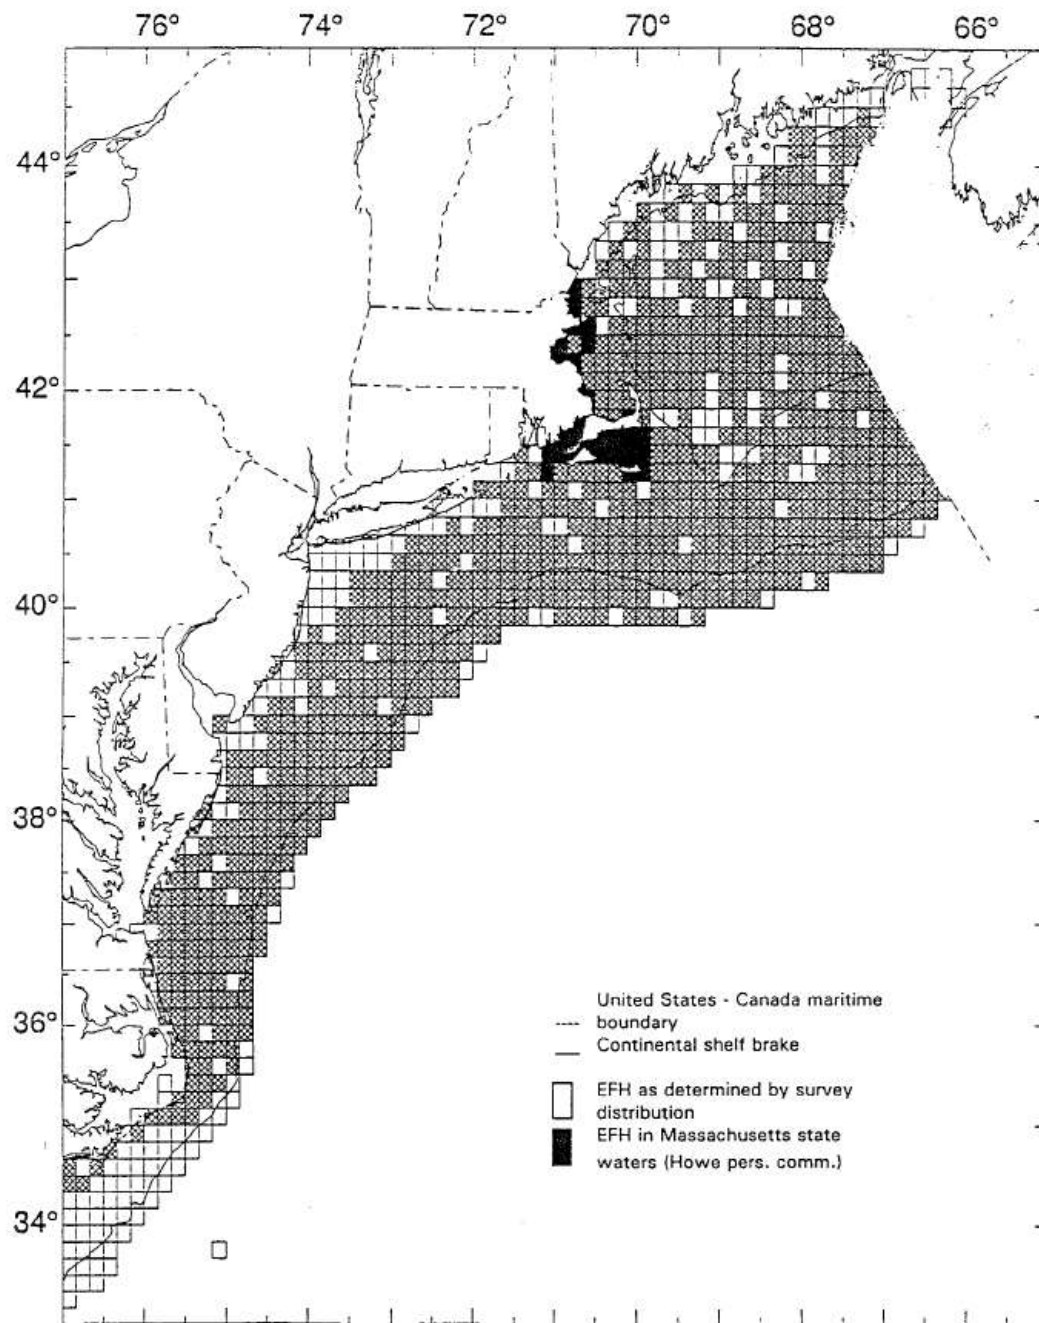 76° 74° 72° 70° 68° 66°
44°
42°
40°
38°
36°
34°
United States - Canada maritime
boundary
Continental shelf brake
EFH as determined by survey
distribution
EFH in Massachusetts state
waters (Howe pers. comm.)